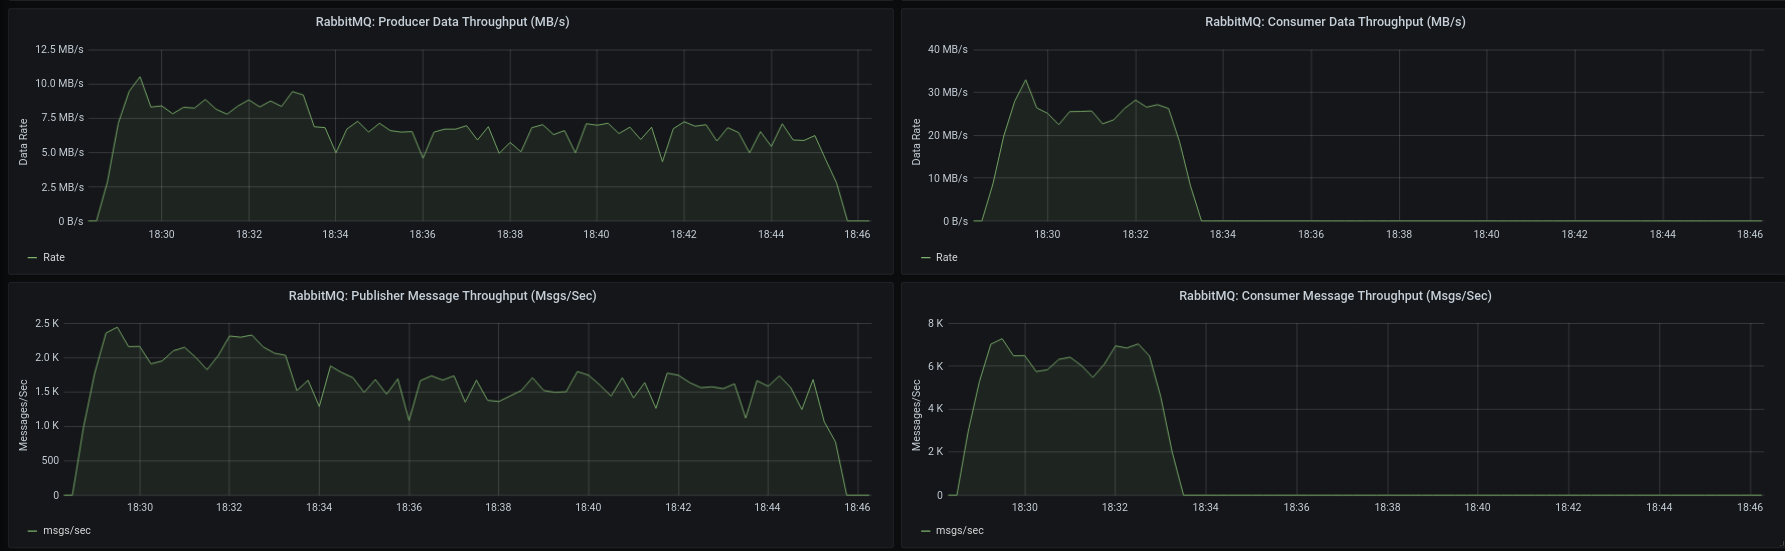 RabbitMQ: Producer Data Throughput (MB/s)
Data Rate
12.5 MB/s
10.0 MB/s
7.5 MB/s
5.0 MB/s
2.5 MB/s
0 B/s
18:30 18:32 18:34 18:36 18:38 18:40 18:42 18:44 18:46
Rate
RabbitMQ: Consumer Data Throughput (MB/s)
Data Rate
40 MB/s
30 MB/s
20 MB/s
10 MB/s
0 B/s
18:30 18:32 18:34 18:36 18:38 18:40 18:42 18:44 18:46
Rate
RabbitMQ: Publisher Message Throughput (Msgs/Sec)
Messages/Sec
2.5 K
2.0 K
1.5 K
1.0 K
500
0
18:30 18:32 18:34 18:36 18:38 18:40 18:42 18:44 18:46
msgs/sec
RabbitMQ: Consumer Message Throughput (Msgs/Sec)
Messages/Sec
8 K
6 K
4 K
2 K
0
18:30 18:32 18:34 18:36 18:38 18:40 18:42 18:44 18:46
msgs/sec